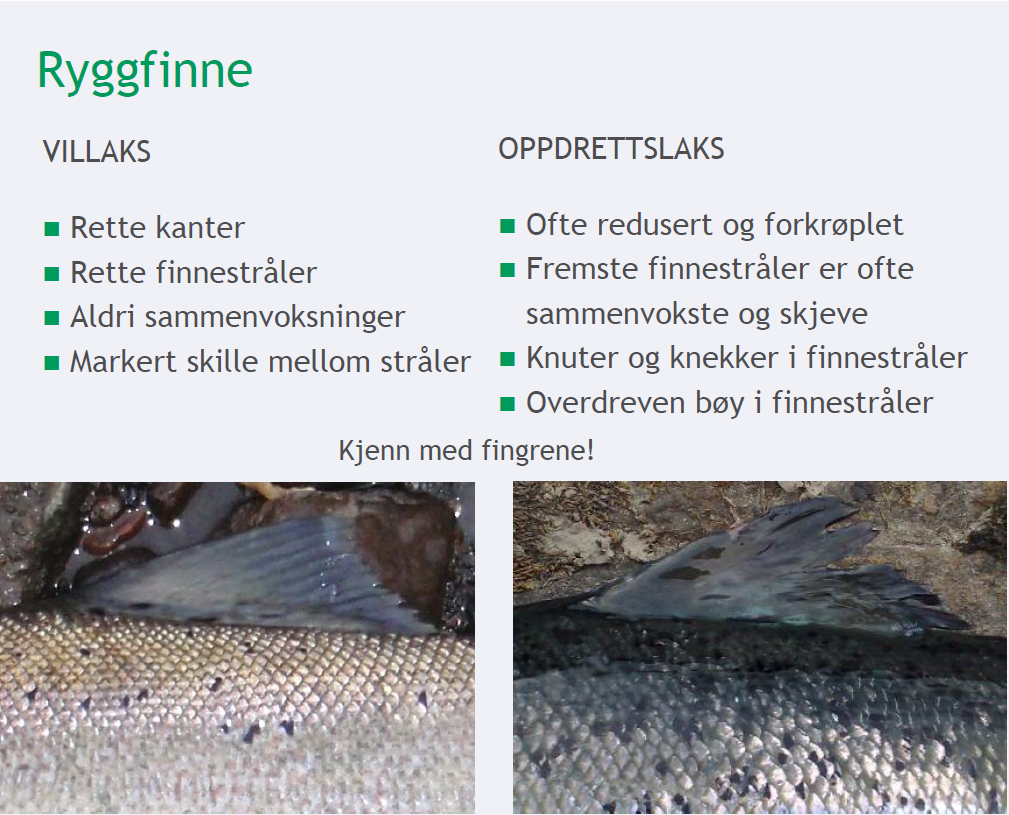 Ryggfinne
VILLAKS
■ Rette kanter
■ Rette finnestråler
■ Aldri sammenvoksninger
■ Markert skille mellom stråler
OPPDRETTSLAKS
■ Ofte redusert og forkrøplet
■ Fremste finnestråler er ofte
sammenvokste og skjeve
■ Knuter og knekker i finnestråler
■ Overdreven bøy i finnestråler
Kjenn med fingrene!